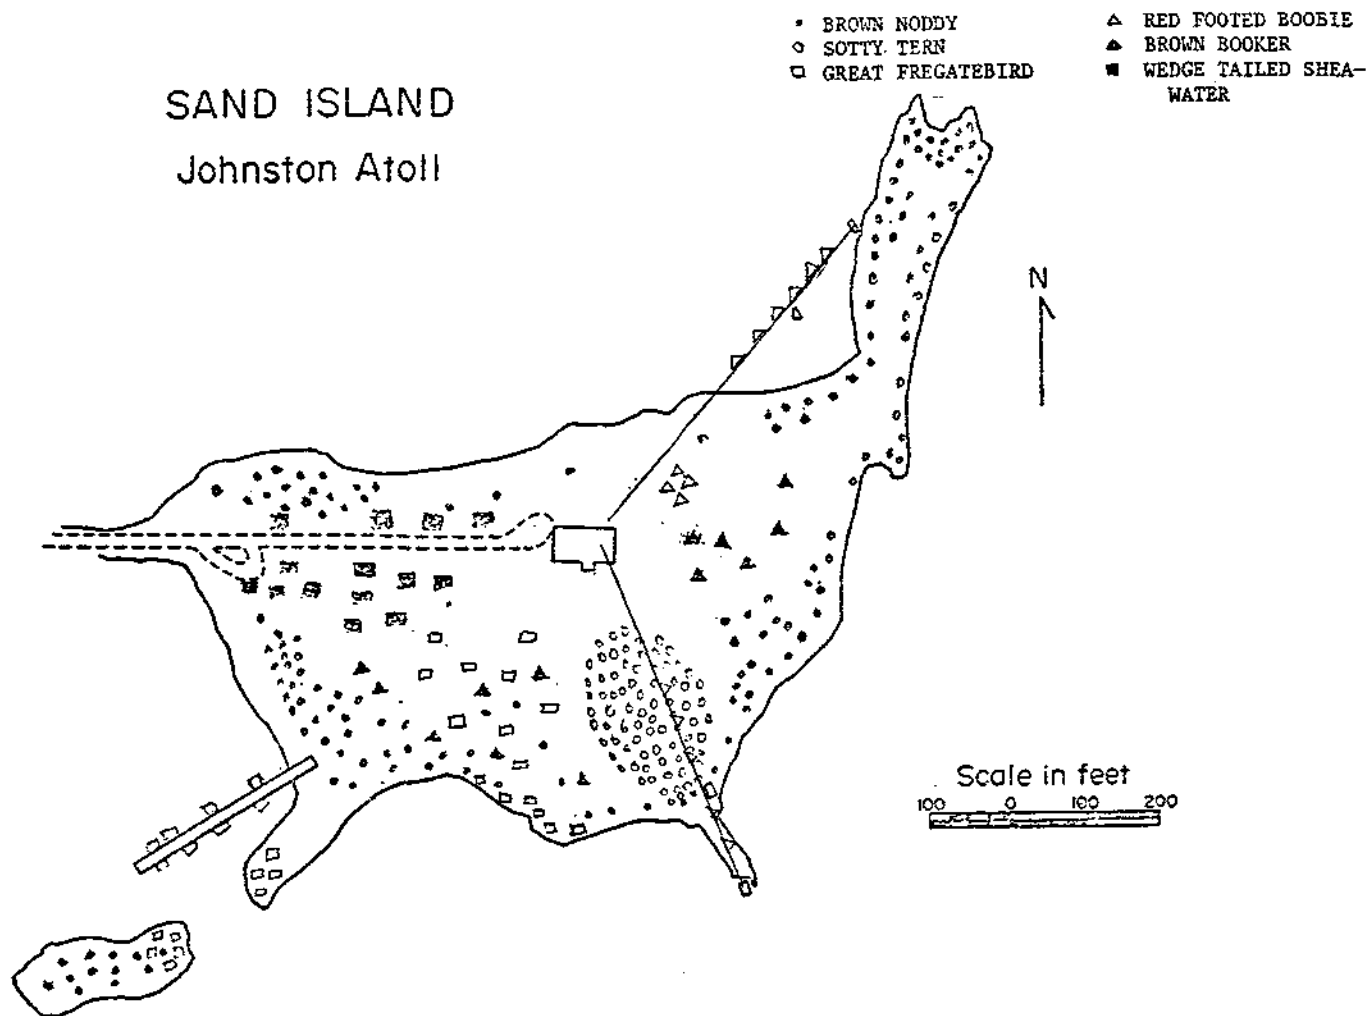 BROWN NODDY
SOTTY TERN
GREAT FREGATEBIRD
RED FOOTED BOOBIE
BROWN BOOKER
WEDGE TAILED SHEA-
WATER
SAND ISLAND
Johnston Atoll
N
Scale in feet
100 0 100 200